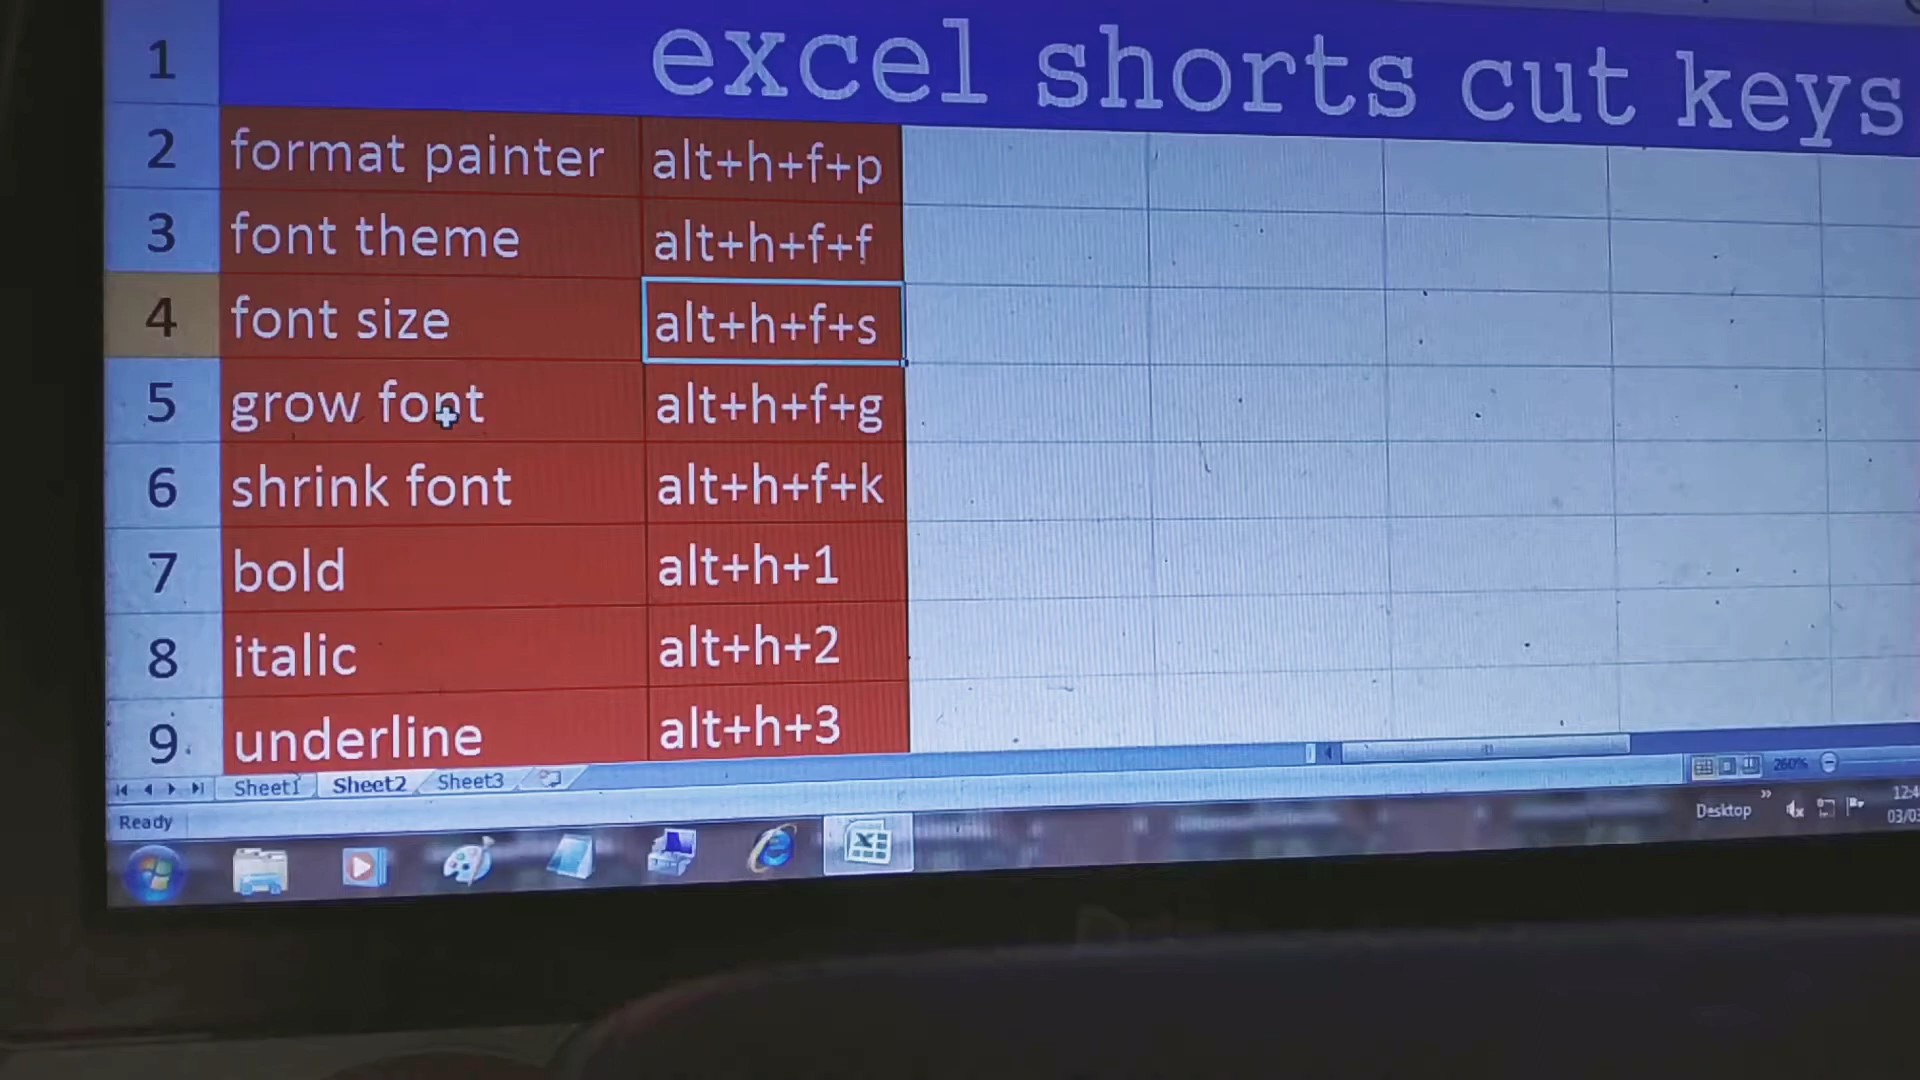 1 excel shorts cut keys
2 format painter alt+h+f+p
3 font theme alt+h+f+f
4 font size alt+h+f+s
5 grow font alt+h+f+g
6 shrink font alt+h+f+k
7 bold alt+h+1
8 italic alt+h+2
9 underline alt+h+3
Sheet1 Sheet2 Sheet3
Ready 260%
Desktop